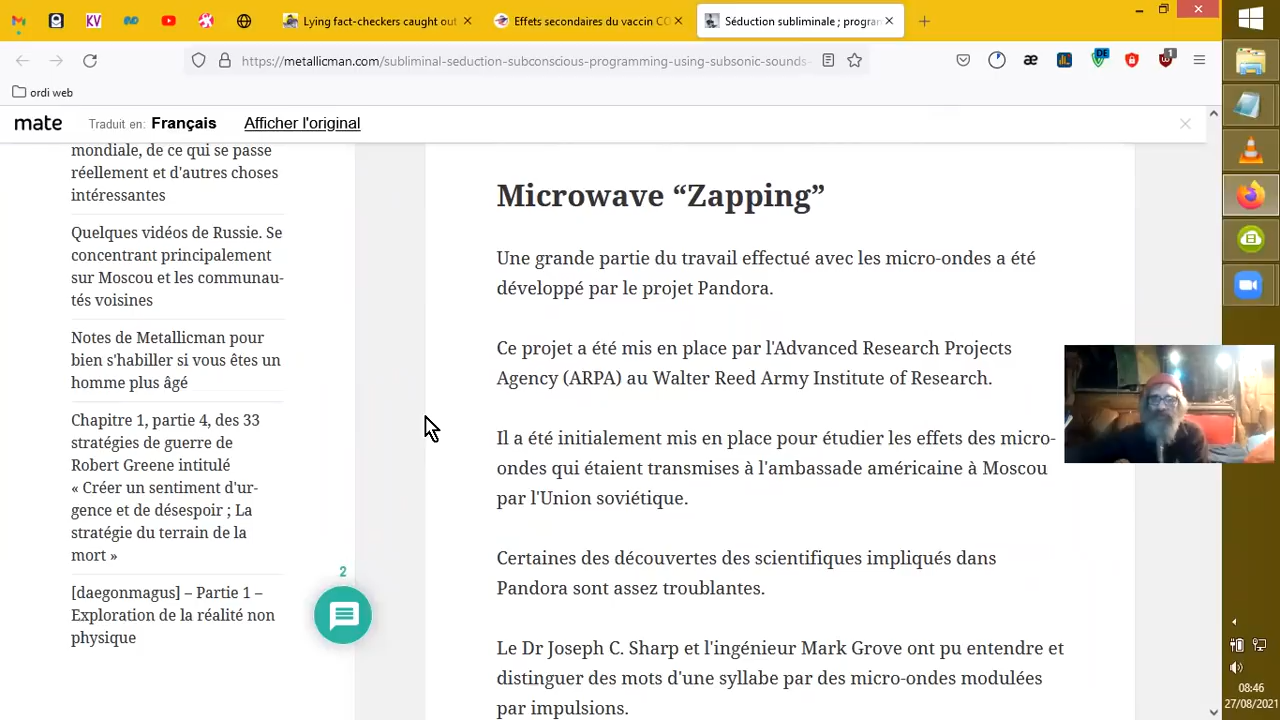 Lying fact-checkers caught out
Effets secondaires du vaccin CO
Séduction subliminale ; progran
https://metallicman.com/sublimi
-seduction-subconscious-programming-using-subsonic-sounds-
ordi web
mate
Traduit en: Français
Afficher l'original
mondiale, de ce qui se passe
réellement et d'autres choses
intéressantes
Quelques vidéos de Russie. Se
concentrant principalement
sur Moscou et les communau-
tés voisines
Notes de Metallicman pour
bien s'habiller si vous êtes un
homme plus âgé
Chapitre 1, partie 4, des 33
stratégies de guerre de
Robert Greene intitulé
« Créer un sentiment d'ur-
gence et de désespoir ; La
stratégie du terrain de la
mort »
[daegonmagus] – Partie 1 –
Exploration de la réalité non
physique
2
Microwave “Zapping”
Une grande partie du travail effectué avec les micro-ondes a été
développé par le projet Pandora.
Ce projet a été mis en place par l'Advanced Research Projects
Agency (ARPA) au Walter Reed Army Institute of Research.
Il a été initialement mis en place pour étudier les effets des micro-
ondes qui étaient transmises à l'ambassade américaine à Moscou
par l'Union soviétique.
Certaines des découvertes des scientifiques impliqués dans
Pandora sont assez troublantes.
Le Dr Joseph C. Sharp et l'ingénieur Mark Grove ont pu entendre et
distinguer des mots d'une syllabe par des micro-ondes modulées
par impulsions.
KV
æ
DE
1
08:46
27/08/2021